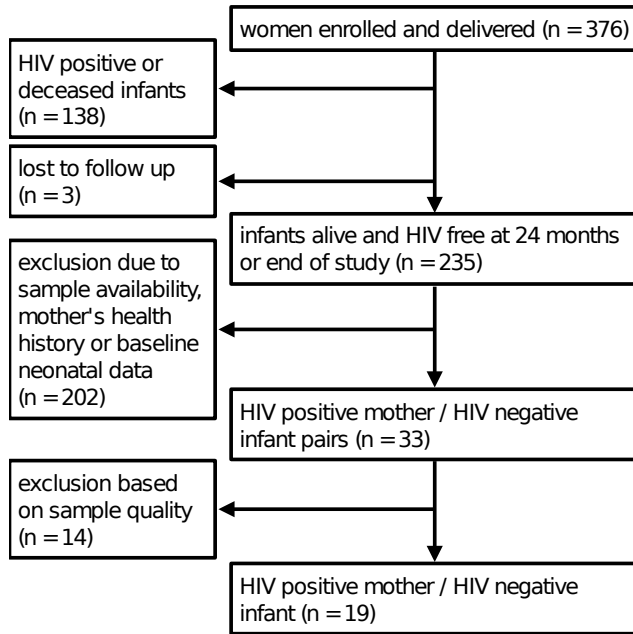 women enrolled and delivered (n = 376)
HIV positive or
deceased infants
(n = 138)
lost to follow up
(n = 3)
infants alive and HIV free at 24 months
or end of study (n = 235)
exclusion due to
sample availability,
mother's health
history or baseline
neonatal data
(n = 202)
HIV positive mother / HIV negative
infant pairs (n = 33)
exclusion based
on sample quality
(n = 14)
HIV positive mother / HIV negative
infant (n = 19)